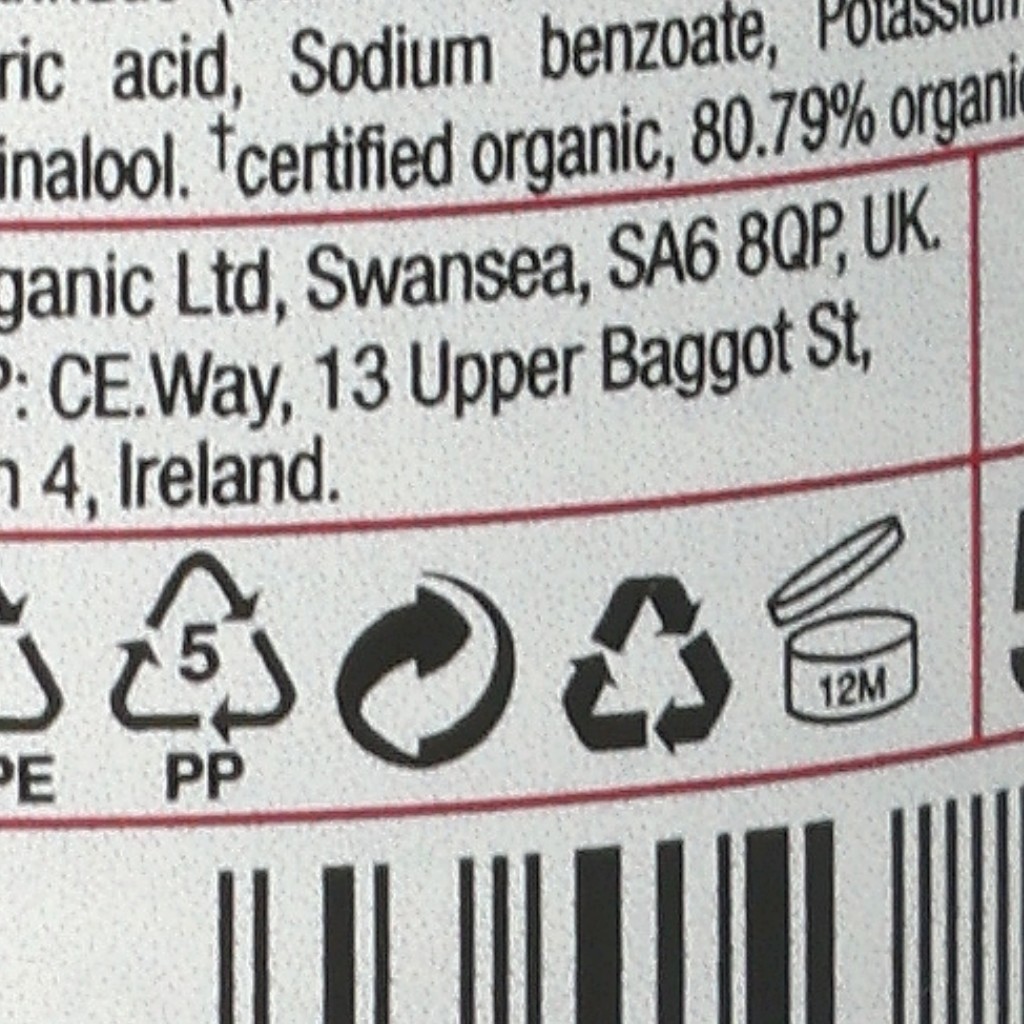 ric acid, Sodium benzoate, Potassium
inalool. †certified organic, 80.79% organic
ganic Ltd, Swansea, SA6 8QP, UK.
P: CE.Way, 13 Upper Baggot St,
n 4, Ireland.
5
12M
PE
PP